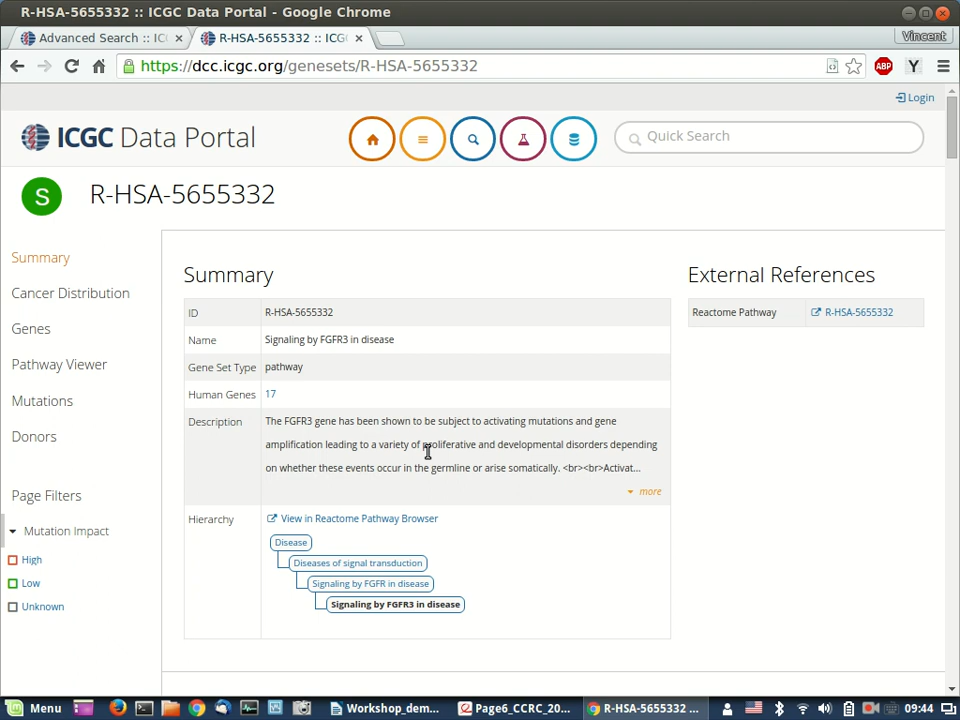 R-HSA-5655332 :: ICGC Data Portal - Google Chrome
Advanced Search :: IC
R-HSA-5655332 :: ICG
Vincent
https://dcc.icgc.org/genesets/R-HSA-5655332
ABP
Y
Login
ICGC Data Portal
Quick Search
S
R-HSA-5655332
Summary
Cancer Distribution
Genes
Pathway Viewer
Mutations
Donors
Page Filters
Mutation Impact
High
Low
Unknown
Summary
ID R-HSA-5655332
Name Signaling by FGFR3 in disease
Gene Set Type pathway
Human Genes 17
Description The FGFR3 gene has been shown to be subject to activating mutations and gene
amplification leading to a variety of proliferative and developmental disorders depending
on whether these events occur in the germline or arise somatically. <br><br>Activat...
more
Hierarchy View in Reactome Pathway Browser
Disease
Diseases of signal transduction
Signaling by FGFR in disease
Signaling by FGFR3 in disease
External References
Reactome Pathway R-HSA-5655332
Menu
Workshop_dem...
Page6_CCRC_20...
R-HSA-5655332 ...
09:44